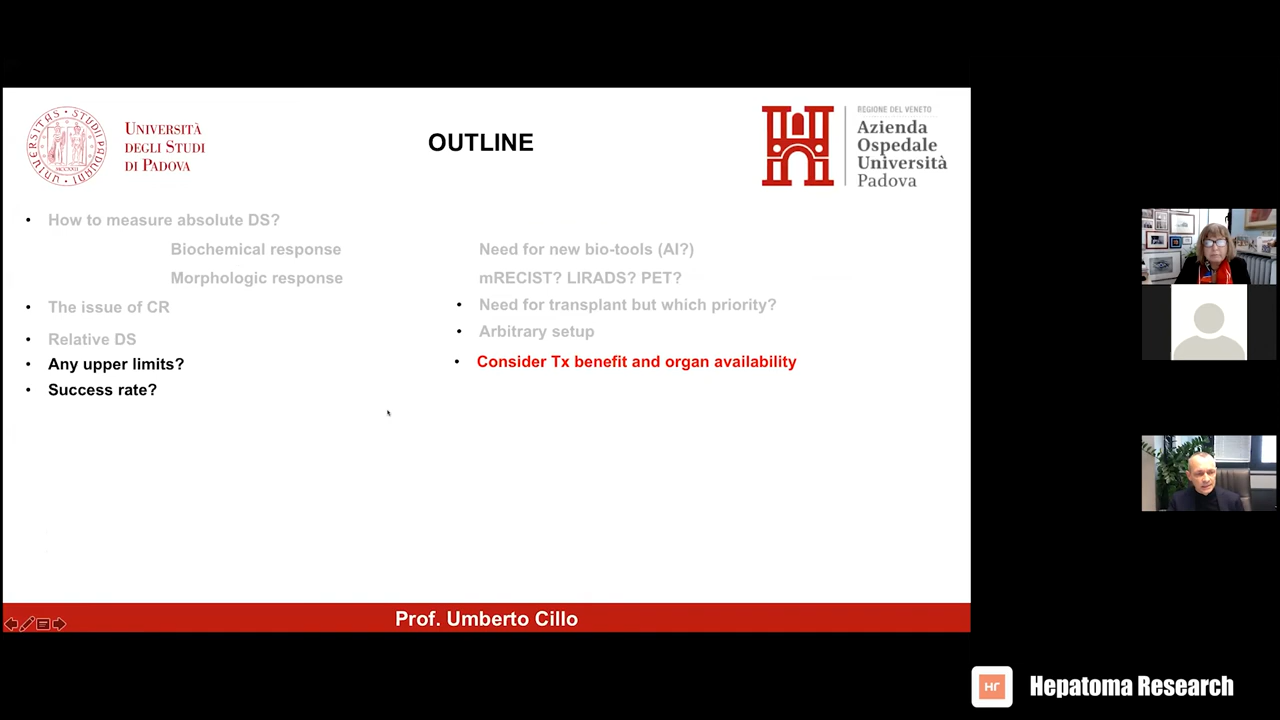 UNIVERSITÀ
DEGLI STUDI
DI PADOVA
OUTLINE
REGIONE DEL VENETO
Azienda
Ospedale
Università
Padova
• How to measure absolute DS?
Biochemical response
Need for new bio-tools (AI?)
Morphologic response
mRECIST? LIRADS? PET?
• The issue of CR
• Need for transplant but which priority?
• Relative DS
• Arbitrary setup
• Any upper limits?
• Consider Tx benefit and organ availability
• Success rate?
Prof. Umberto Cillo
Hr
Hepatoma Research